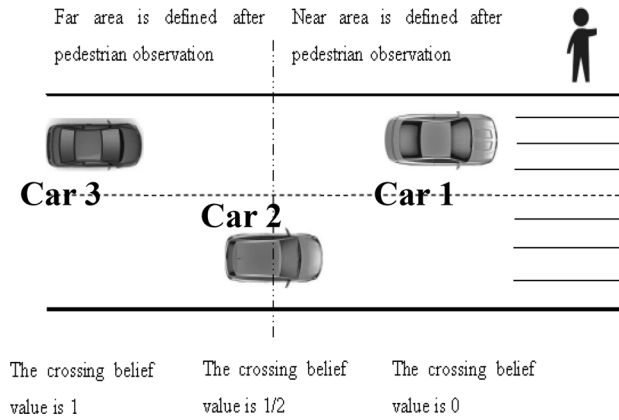 Far area is defined after
pedestrian observation
Near area is defined after
pedestrian observation
Car 3
Car 2
Car 1
The crossing belief
value is 1
The crossing belief
value is 1/2
The crossing belief
value is 0